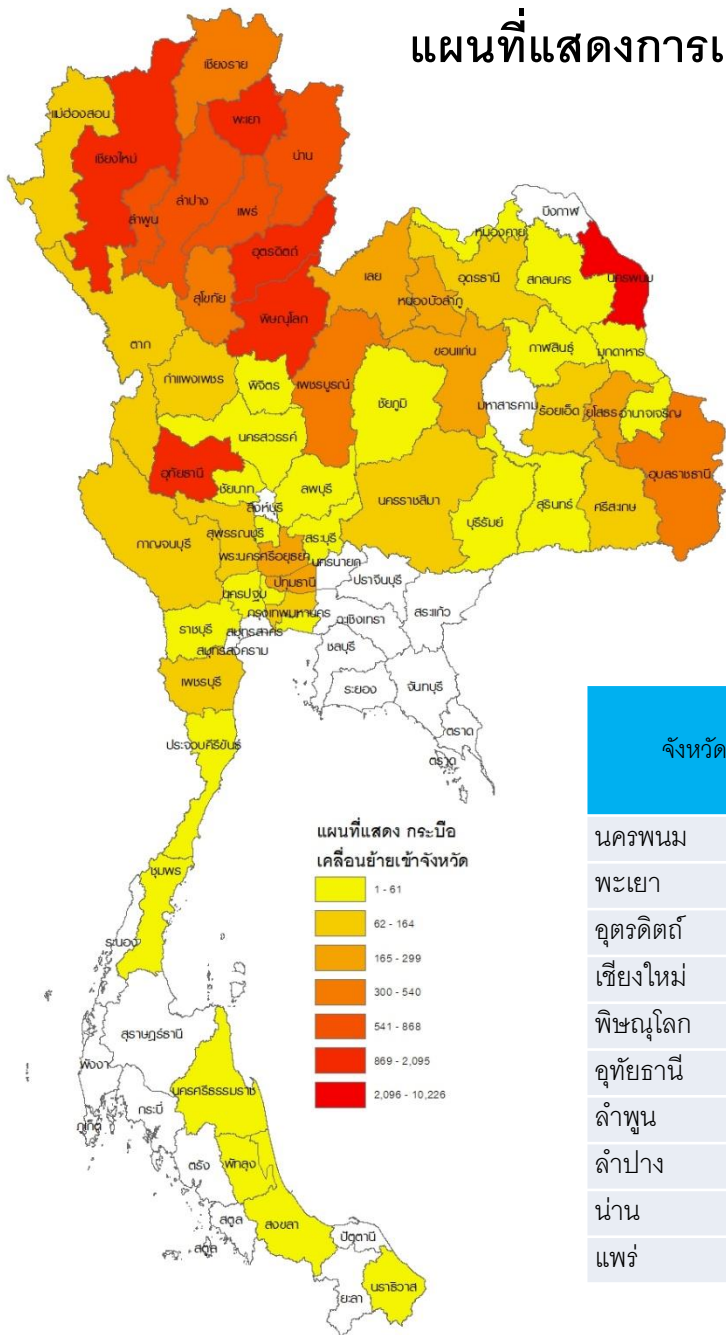 แผนที่แสดงการเ
เชียงราย
แม่ฮ่องสอน
พะเยา
เชียงใหม่
น่าน
ลำปาง
แพร่
ลำพูน
บึงกาฬ
หนองคาย
อุตรดิตถ์
เลย
อุดรธานี
สกลนคร
นครพนม
สุโขทัย
หนองบัวลำภู
พิษณุโลก
ตาก
ขอนแก่น
กาฬสินธุ์
มุกดาหาร
กำแพงเพชร
พิจิตร
เพชรบูรณ์
ชัยภูมิ
มหาสารคาม
ร้อยเอ็ด
ยโสธร
อำนาจเจริญ
นครสวรรค์
อุทัยธานี
ชัยนาท
ลพบุรี
นครราชสีมา
บุรีรัมย์
สุรินทร์
ศรีสะเกษ
อุบลราชธานี
สิงห์บุรี
กาญจนบุรี
สุพรรณบุรี
สระบุรี
พระนครศรีอยุธยา
นครนายก
ปทุมธานี
ปราจีนบุรี
นครปฐม
กรุงเทพมหานคร
ฉะเชิงเทรา
สระแก้ว
ราชบุรี
สมุทรสาคร
สมุทรสงคราม
ชลบุรี
เพชรบุรี
ระยอง
จันทบุรี
ตราด
ตราด
ประจวบคีรีขันธ์
ชุมพร
ระนอง
สุราษฎร์ธานี
พังงา
นครศรีธรรมราช
กระบี่
ภูเก็ต
ตรัง
พัทลุง
สตูล
สตูล
สงขลา
ปัตตานี
ยะลา
นราธิวาส
แผนที่แสดง กระบือ
เคลื่อนย้ายเข้าจังหวัด
1 - 61
62 - 164
165 - 299
300 - 540
541 - 868
869 - 2,095
2,096 - 10,226
จังหวัด
นครพนม
พะเยา
อุตรดิตถ์
เชียงใหม่
พิษณุโลก
อุทัยธานี
ลำพูน
ลำปาง
น่าน
แพร่